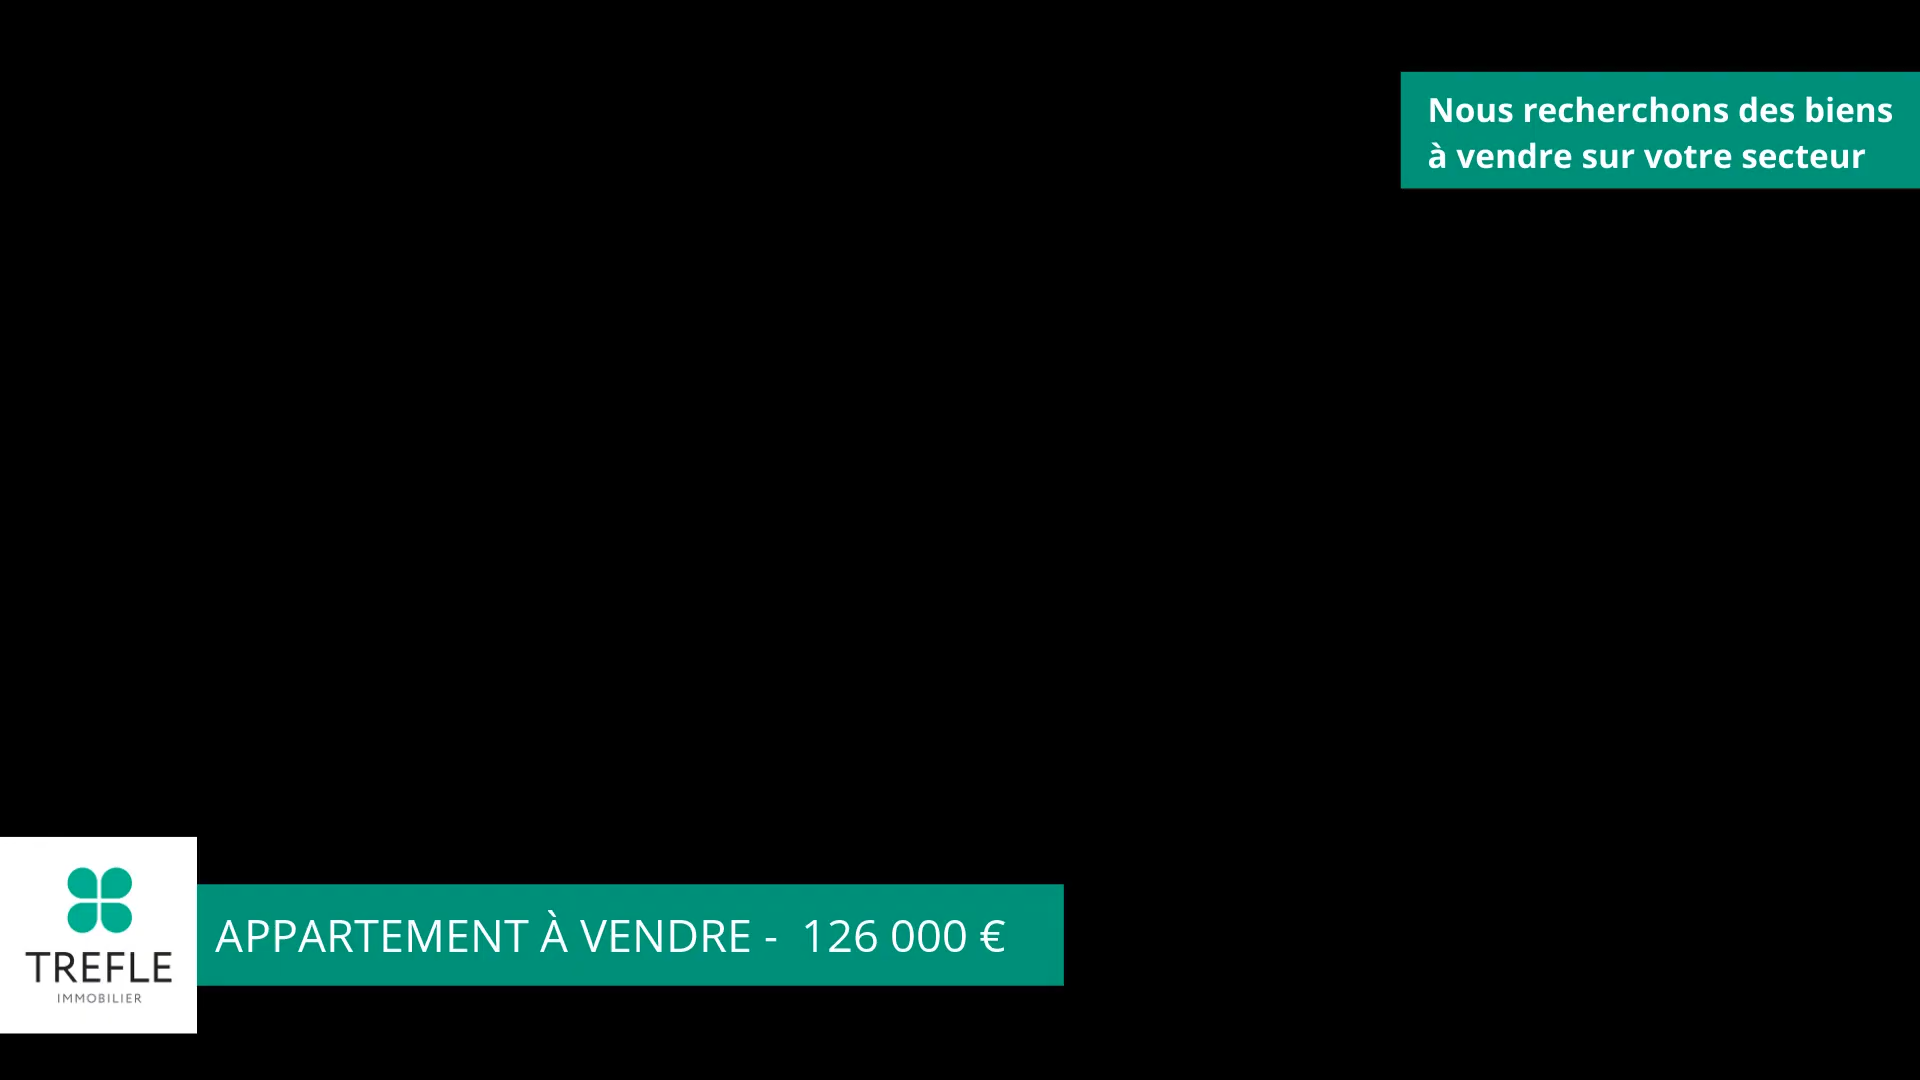 Nous recherchons des biens
à vendre sur votre secteur
APPARTEMENT À VENDRE - 126 000 €
TREFLE
IMMOBILIER